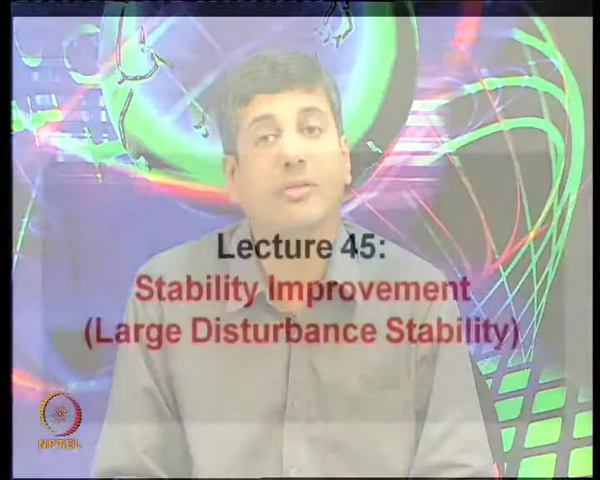 Lecture 45:
Stability Improvement
(Large Disturbance Stability)
NPTEL